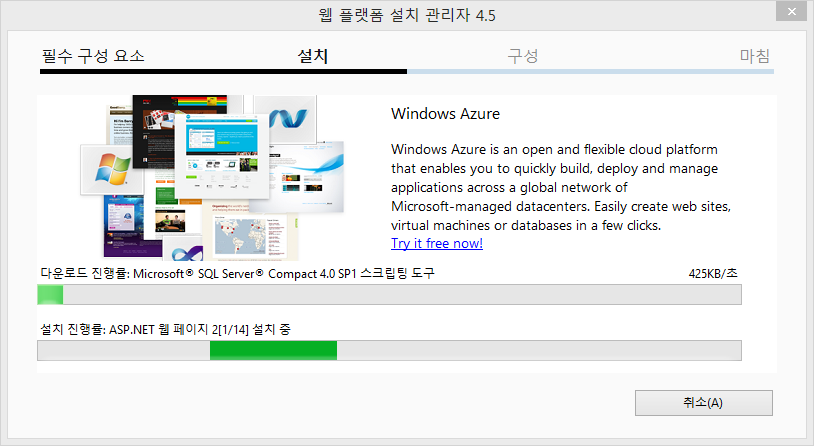 웹 플랫폼 설치 관리자 4.5
필수 구성 요소 설치 구성 마침
Windows Azure
Windows Azure is an open and flexible cloud platform
that enables you to quickly build, deploy and manage
applications across a global network of
Microsoft-managed datacenters. Easily create web sites,
virtual machines or databases in a few clicks.
Try it free now!
다운로드 진행률: Microsoft® SQL Server® Compact 4.0 SP1 스크립팅 도구 425KB/초
설치 진행률: ASP.NET 웹 페이지 2[1/14] 설치 중
취소(A)